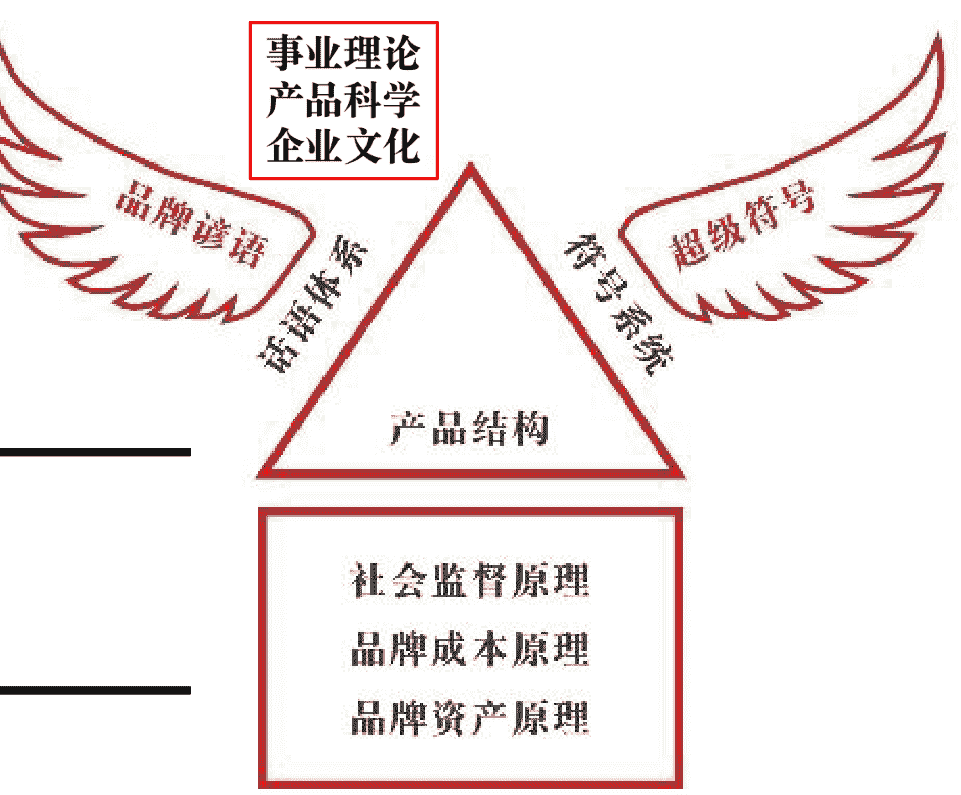 事业理论
产品科学
企业文化
品牌谚语
超级符号
话语体系
符号系统
产品结构
社会监督原理
品牌成本原理
品牌资产原理